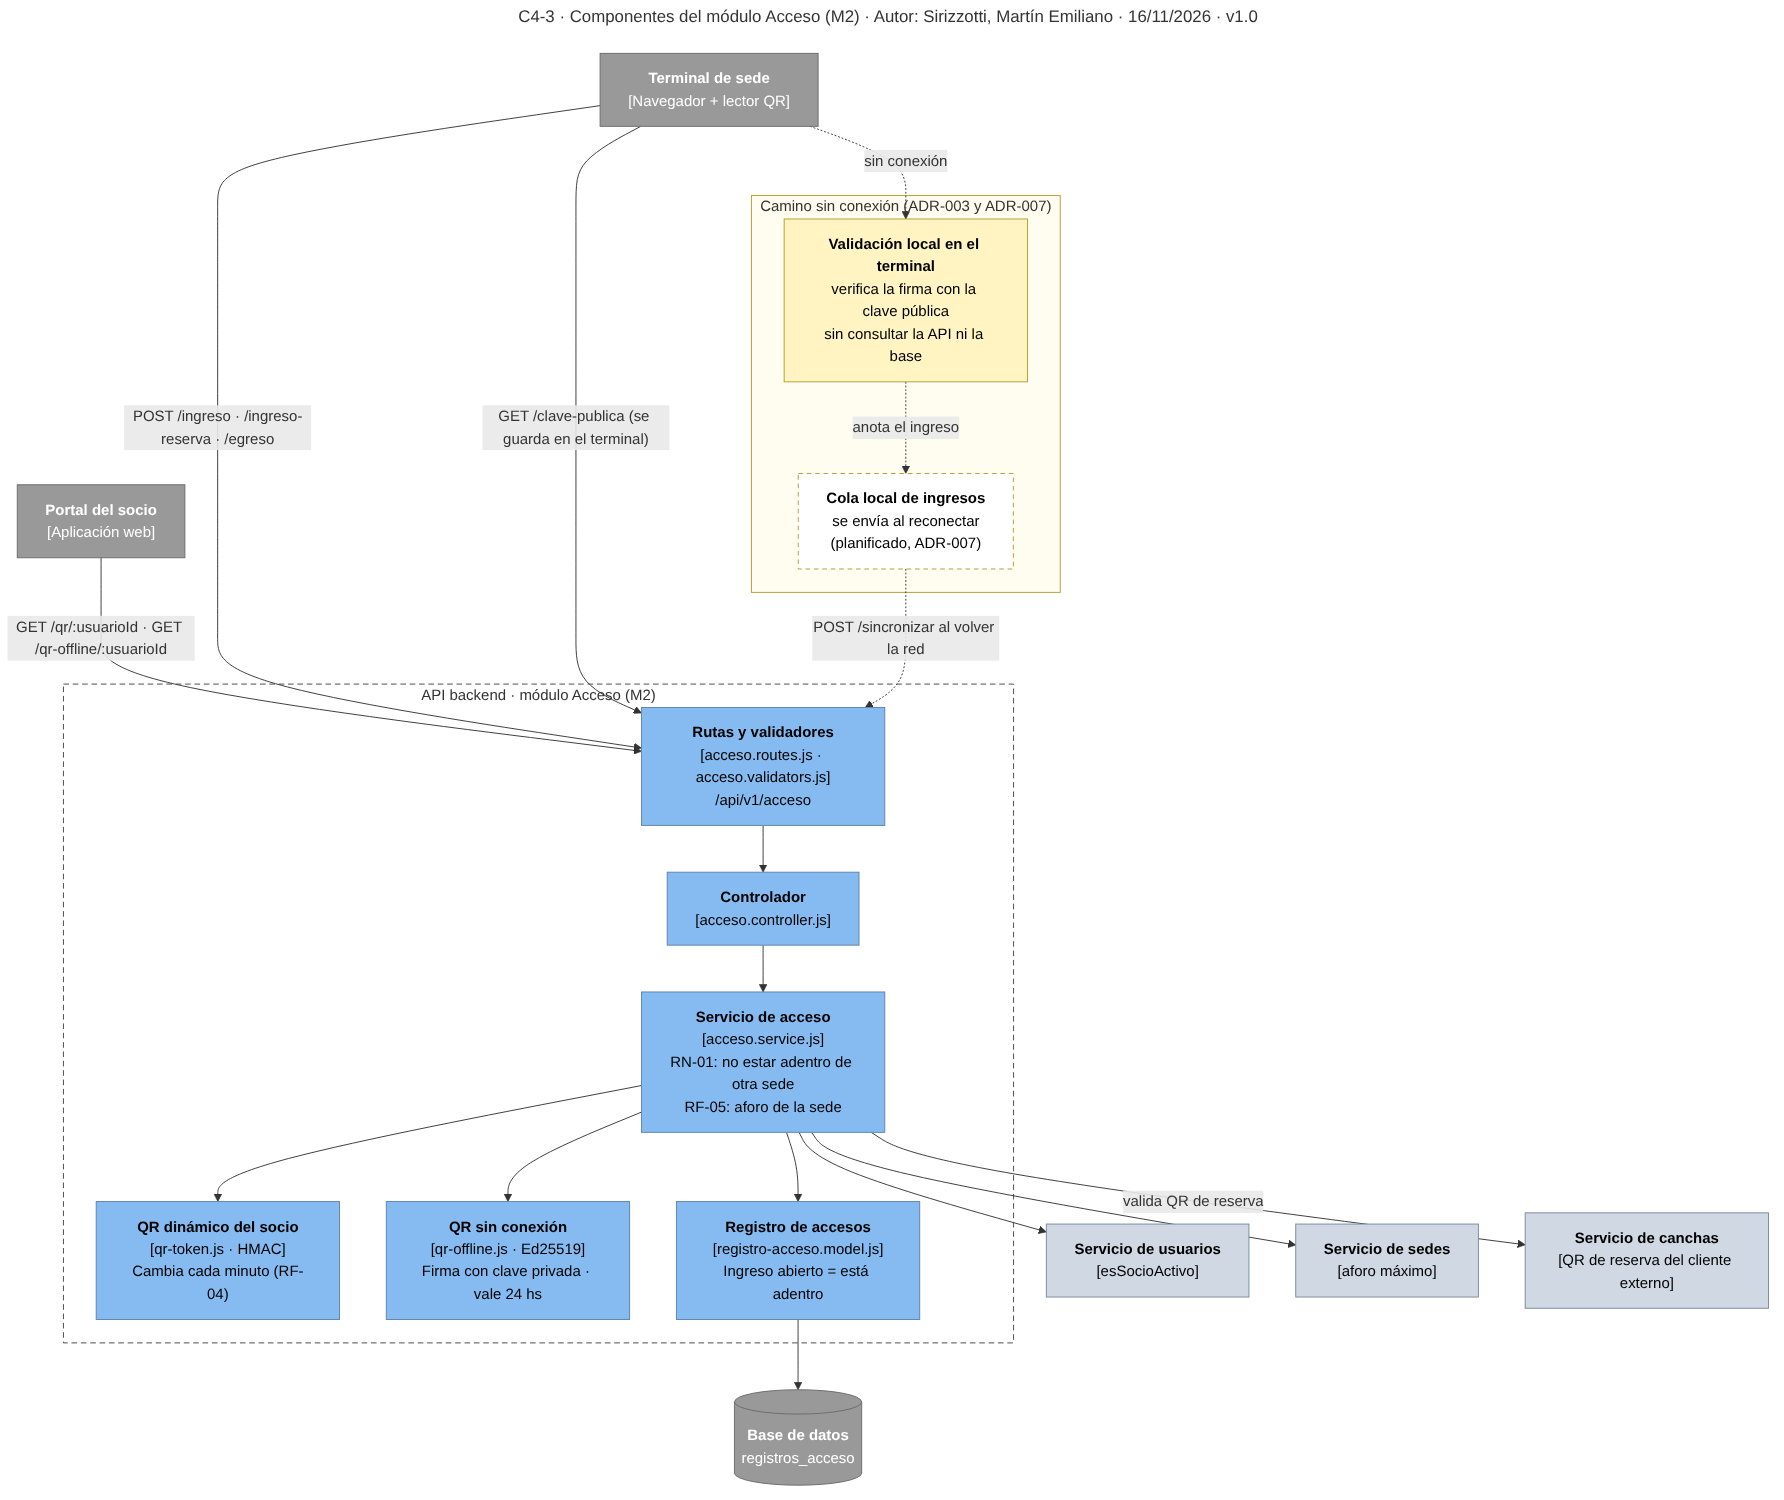 C4-3 · Componentes del módulo Acceso (M2) · Autor: Sirizzotti, Martín Emiliano · 16/11/2026 · v1.0
Terminal de sede
[Navegador + lector QR]
sin conexión
Camino sin conexión (ADR-003 y ADR-007)
Validación local en el
terminal
verifica la firma con la
clave pública
sin consultar la API ni la
base
POST /ingreso · /ingreso-
reserva · /egreso
GET /clave-publica (se
guarda en el terminal)
anota el ingreso
Portal del socio
[Aplicación web]
Cola local de ingresos
se envía al reconectar
(planificado, ADR-007)
GET /qr/:usuarioId · GET
/qr-offline/:usuarioId
POST /sincronizar al volver
la red
API backend · módulo Acceso (M2)
Rutas y validadores
[acceso.routes.js ·
acceso.validators.js]
/api/v1/acceso
Controlador
[acceso.controller.js]
Servicio de acceso
[acceso.service.js]
RN-01: no estar adentro de
otra sede
RF-05: aforo de la sede
valida QR de reserva
QR dinámico del socio
[qr-token.js · HMAC]
Cambia cada minuto (RF-
04)
QR sin conexión
[qr-offline.js · Ed25519]
Firma con clave privada ·
vale 24 hs
Registro de accesos
[registro-acceso.model.js]
Ingreso abierto = está
adentro
Servicio de usuarios
[esSocioActivo]
Servicio de sedes
[aforo máximo]
Servicio de canchas
[QR de reserva del cliente
externo]
Base de datos
registros_acceso